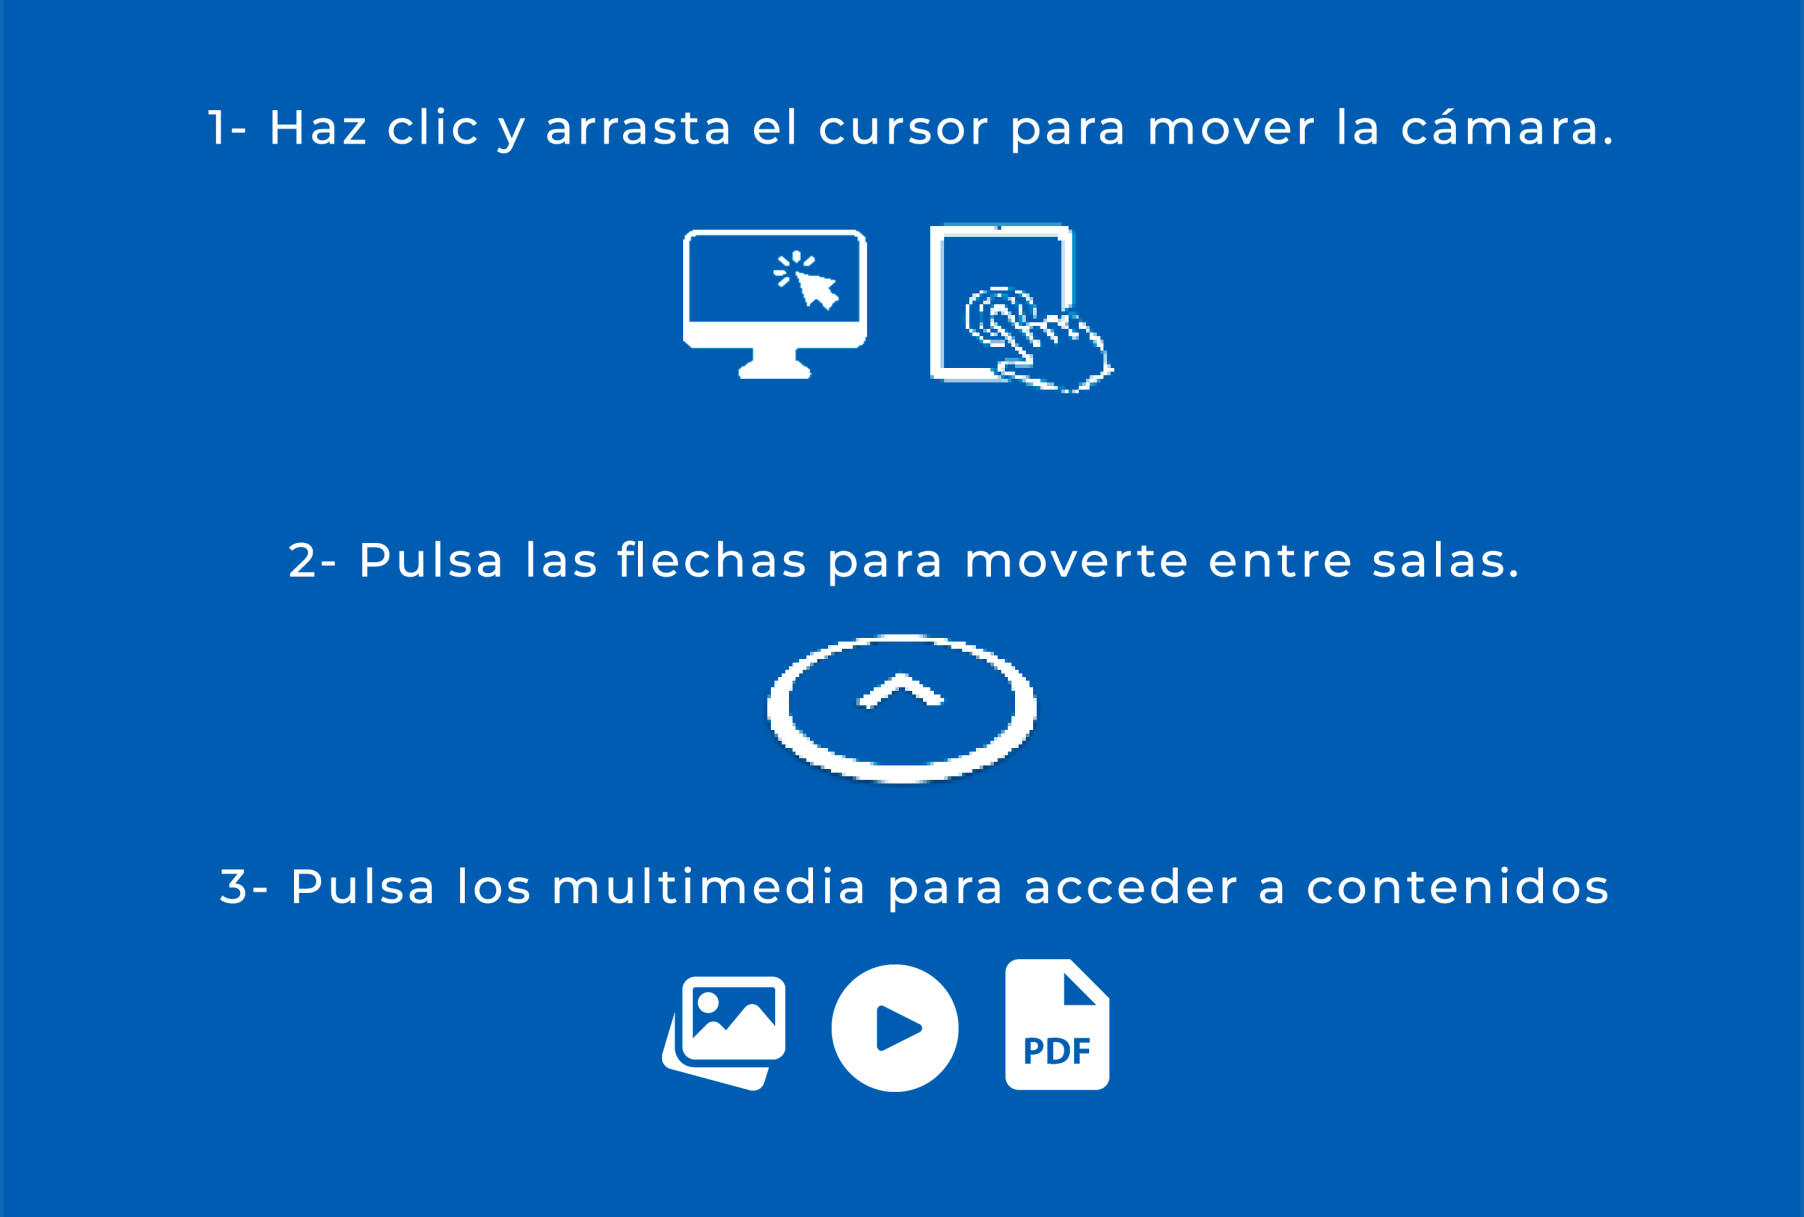 1- Haz clic y arrasta el cursor para mover la cámara.
2- Pulsa las flechas para moverte entre salas.
3- Pulsa los multimedia para acceder a contenidos
PDF